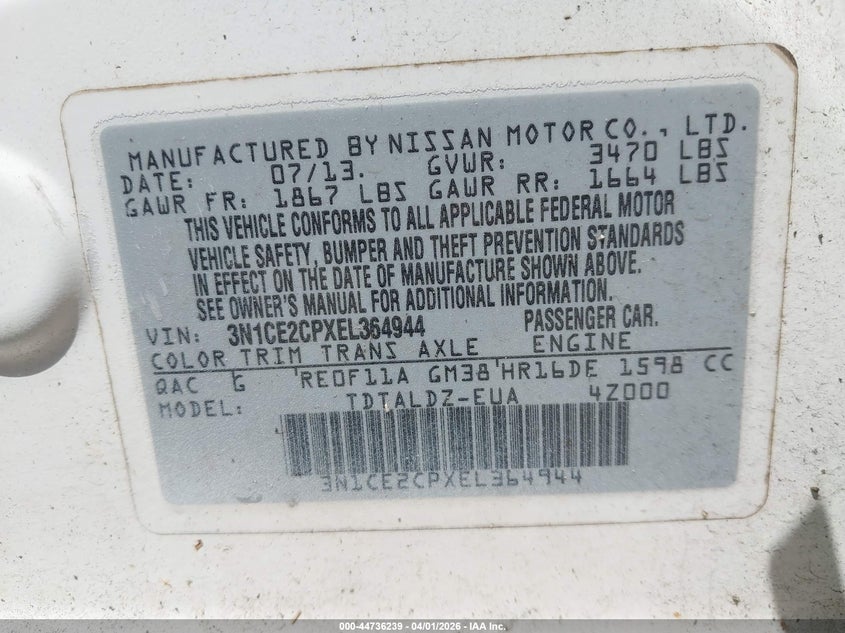 MANUFACTURED BY NISSAN MOTOR CO., LTD.
DATE: 07/13. GVWR: 3470 LBS
GAWR FR: 1867 LBS GAWR RR: 1664 LBS
THIS VEHICLE CONFORMS TO ALL APPLICABLE FEDERAL MOTOR
VEHICLE SAFETY, BUMPER AND THEFT PREVENTION STANDARDS
IN EFFECT ON THE DATE OF MANUFACTURE SHOWN ABOVE.
SEE OWNER'S MANUAL FOR ADDITIONAL INFORMATION.
VIN: 3N1CE2CPXEL364944 PASSENGER CAR.
COLOR TRIM TRANS AXLE ENGINE
QAC G RE0F11A GM38 HR16DE 1598 CC
MODEL: TDTALDZ-EUA 4Z000
3N1CE2CPXEL364944
000-44736239 | 04/01/2026 | IAA Inc.